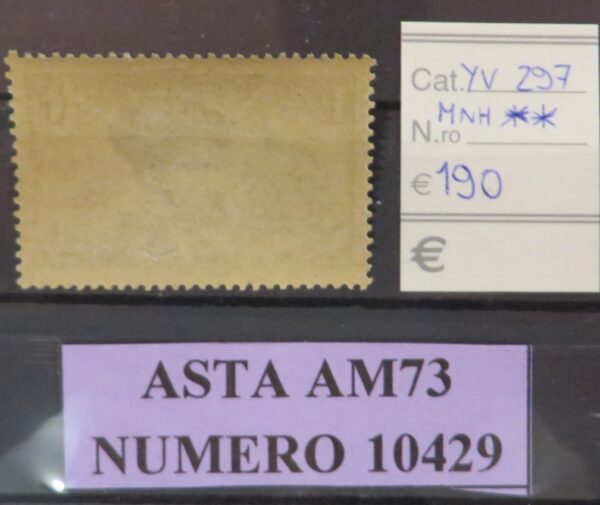 Cat. YV 297
MNH **
N.ro
€ 190
€
ASTA AM73
NUMERO 10429